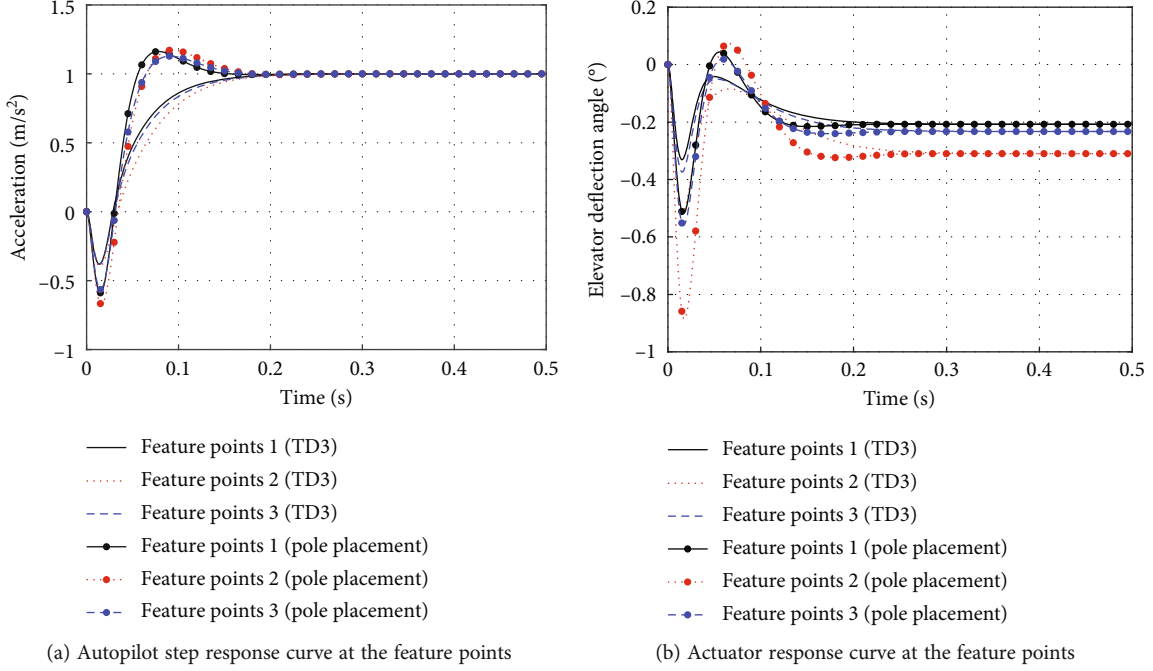 1.5
1
0.5
0
−0.5
−1
Acceleration (m/s²)
0
0.1
0.2
0.3
0.4
0.5
Time (s)
Feature points 1 (TD3)
Feature points 2 (TD3)
Feature points 3 (TD3)
Feature points 1 (pole placement)
Feature points 2 (pole placement)
Feature points 3 (pole placement)
(a) Autopilot step response curve at the feature points
0.2
0
−0.2
−0.4
−0.6
−0.8
−1
Elevator deflection angle (°)
0
0.1
0.2
0.3
0.4
0.5
Time (s)
Feature points 1 (TD3)
Feature points 2 (TD3)
Feature points 3 (TD3)
Feature points 1 (pole placement)
Feature points 2 (pole placement)
Feature points 3 (pole placement)
(b) Actuator response curve at the feature points